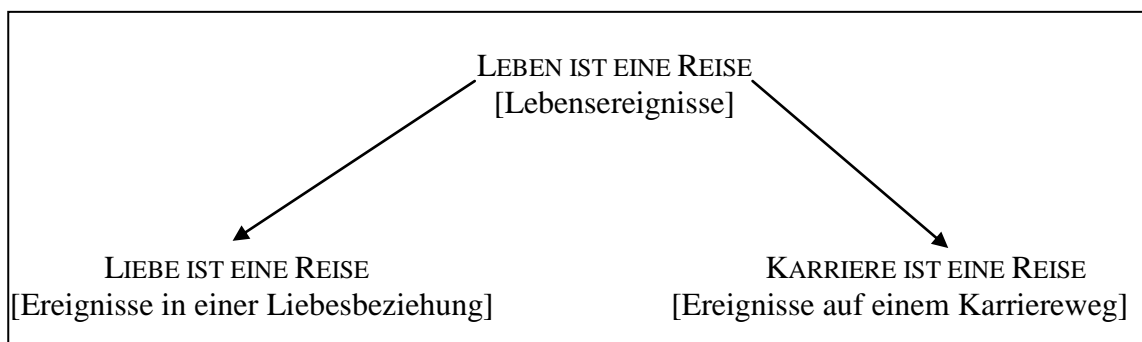 LEBEN IST EINE REISE
[Lebensereignisse]
LIEBE IST EINE REISE
[Ereignisse in einer Liebesbeziehung]
KARRIERE IST EINE REISE
[Ereignisse auf einem Karriereweg]